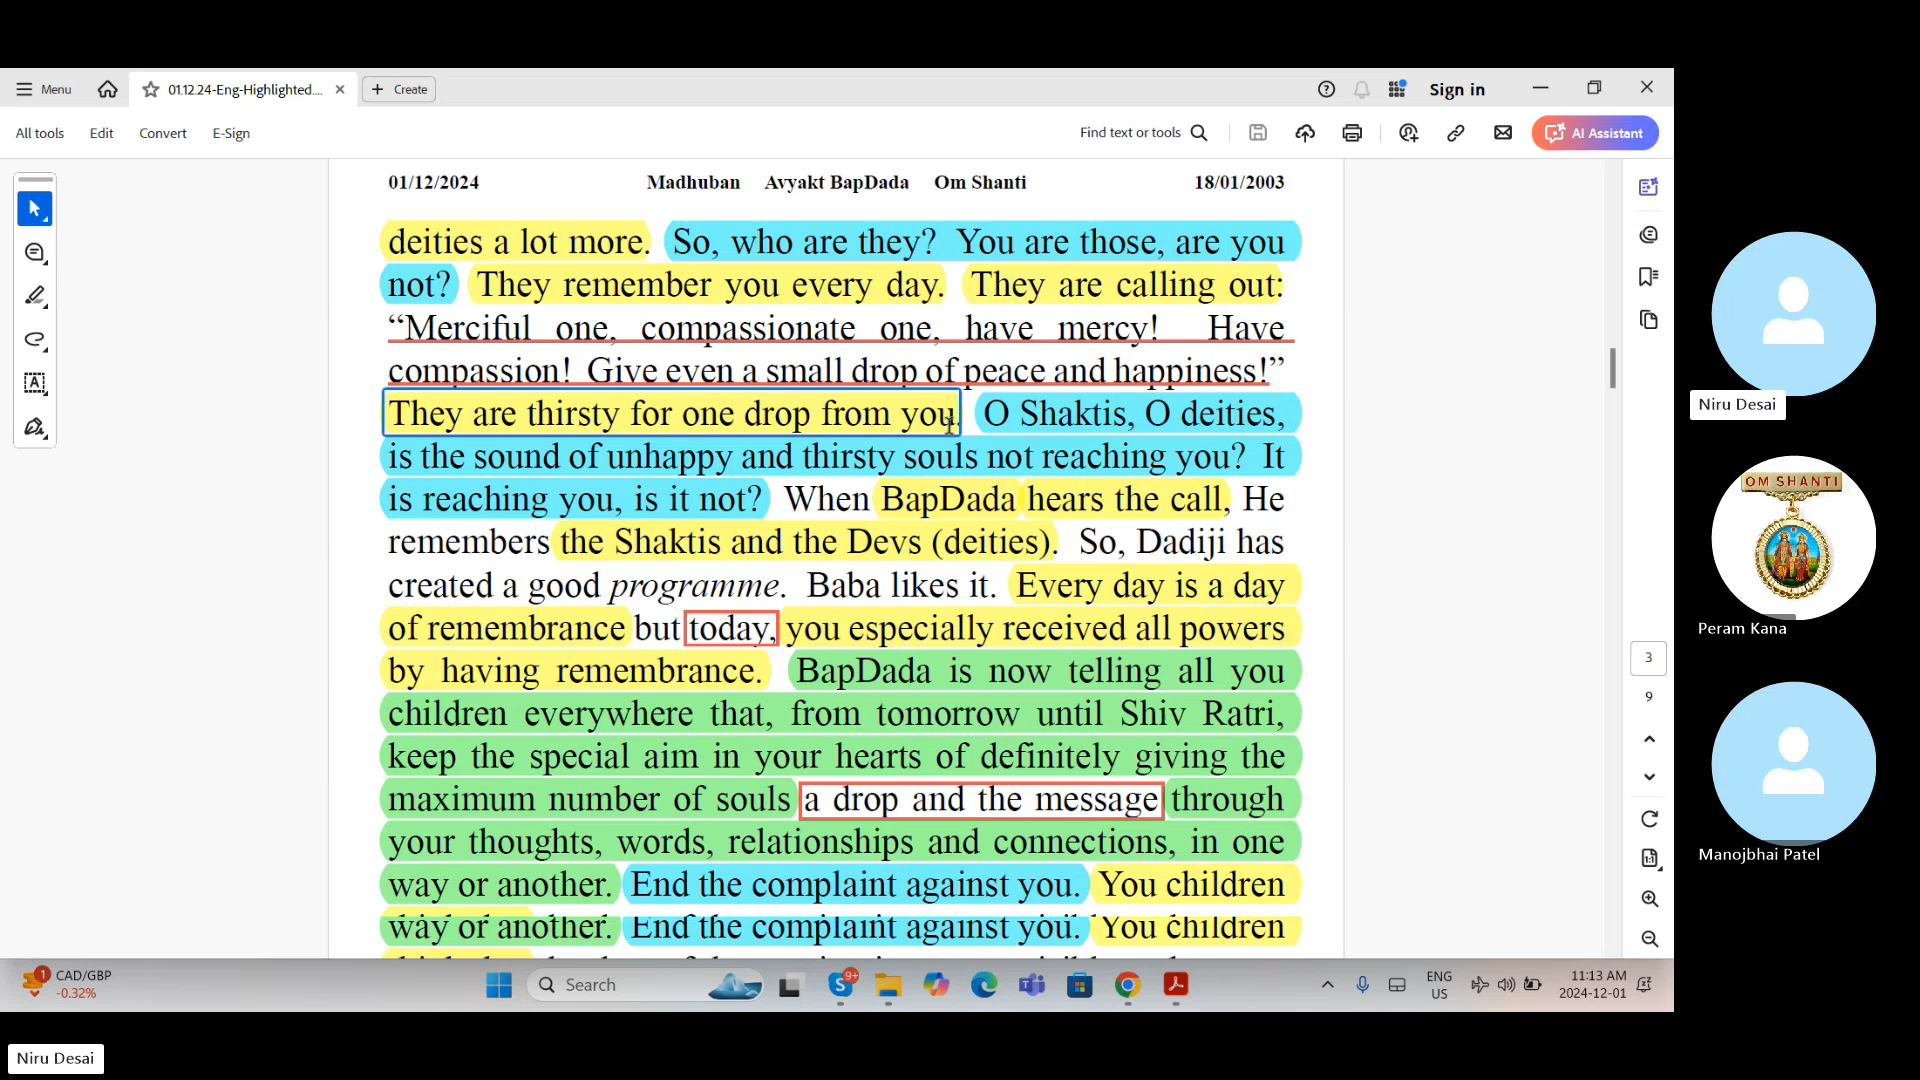 Menu
01.12.24-Eng-Highlighted....
Create
Sign in
All tools
Edit
Convert
E-Sign
Find text or tools
AI Assistant
01/12/2024 Madhuban Avyakt BapDada Om Shanti 18/01/2003
deities a lot more. So, who are they? You are those, are you
not? They remember you every day. They are calling out:
“Merciful one, compassionate one, have mercy! Have
compassion! Give even a small drop of peace and happiness!”
They are thirsty for one drop from you. O Shaktis, O deities,
is the sound of unhappy and thirsty souls not reaching you? It
is reaching you, is it not? When BapDada hears the call, He
remembers the Shaktis and the Devs (deities). So, Dadiji has
created a good programme. Baba likes it. Every day is a day
of remembrance but today, you especially received all powers
by having remembrance. BapDada is now telling all you
children everywhere that, from tomorrow until Shiv Ratri,
keep the special aim in your hearts of definitely giving the
maximum number of souls a drop and the message through
your thoughts, words, relationships and connections, in one
way or another. End the complaint against you. You children
way or another. End the complaint against you. You children
3
9
Niru Desai
OM SHANTI
Peram Kana
Manojbhai Patel
1
CAD/GBP
-0.32%
Search
9+
ENG
US
11:13 AM
2024-12-01
Niru Desai